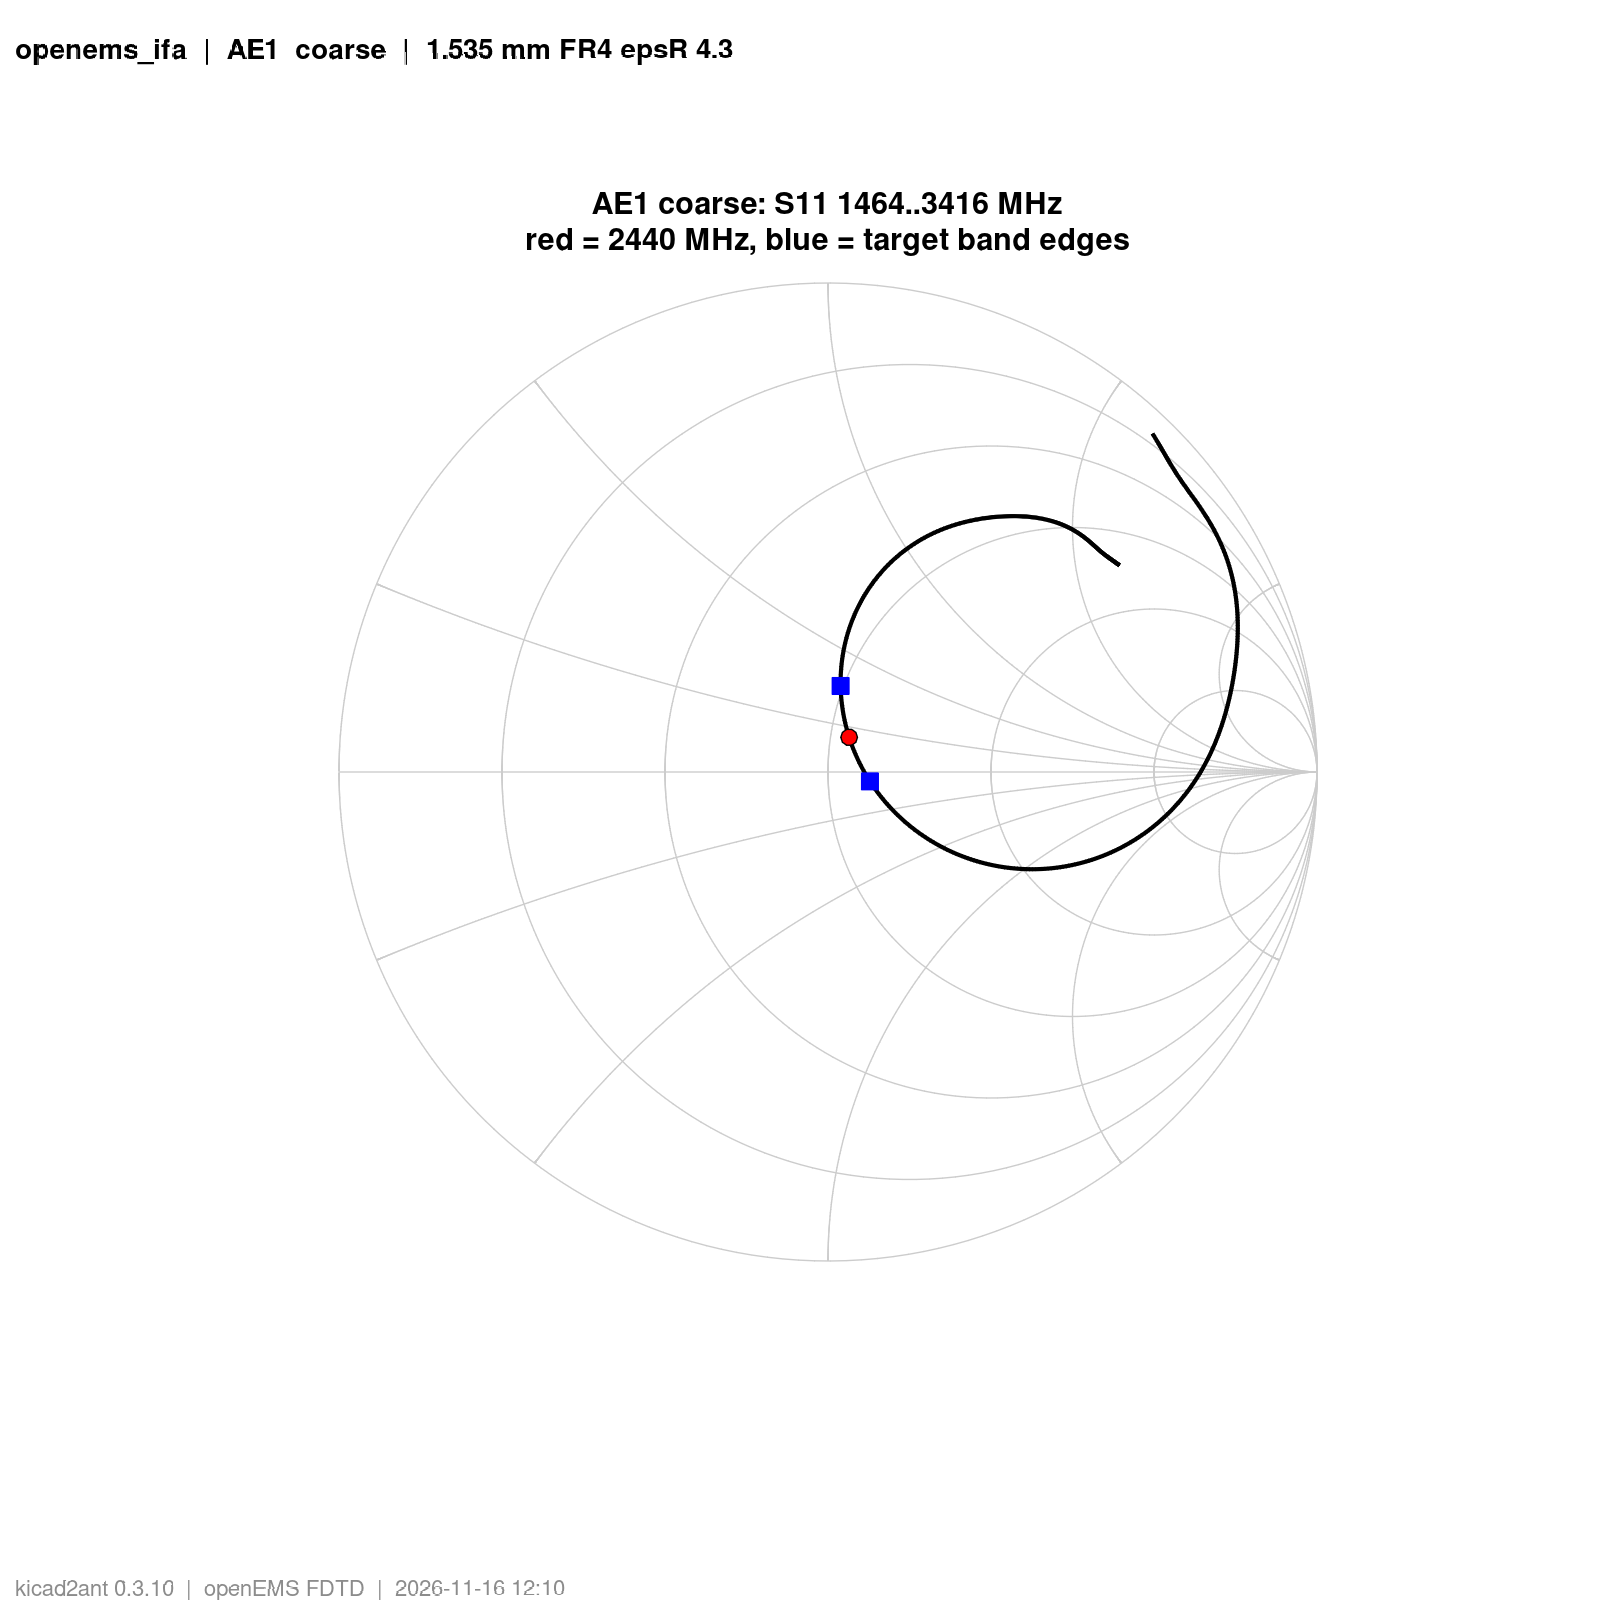 openems_ifa | AE1 coarse | 1.535 mm FR4 epsR 4.3
AE1 coarse: S11 1464..3416 MHz
red = 2440 MHz, blue = target band edges
kicad2ant 0.3.10 | openEMS FDTD | 2026-11-16 12:10